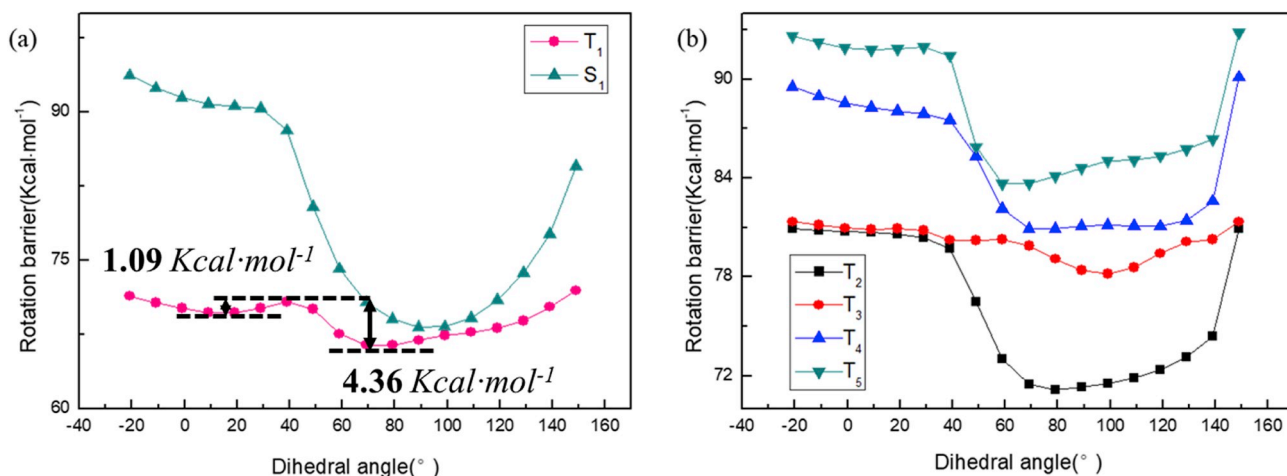 (a)
T1
S1
90
75
60
Rotation barrier(Kcal·mol-1)
1.09 Kcal·mol-1
4.36 Kcal·mol-1
-40 -20 0 20 40 60 80 100 120 140 160
Dihedral angle(°)
(b)
90
84
78
72
Rotation barrier(Kcal·mol-1)
T2
T3
T4
T5
-40 -20 0 20 40 60 80 100 120 140 160
Dihedral angle(°)